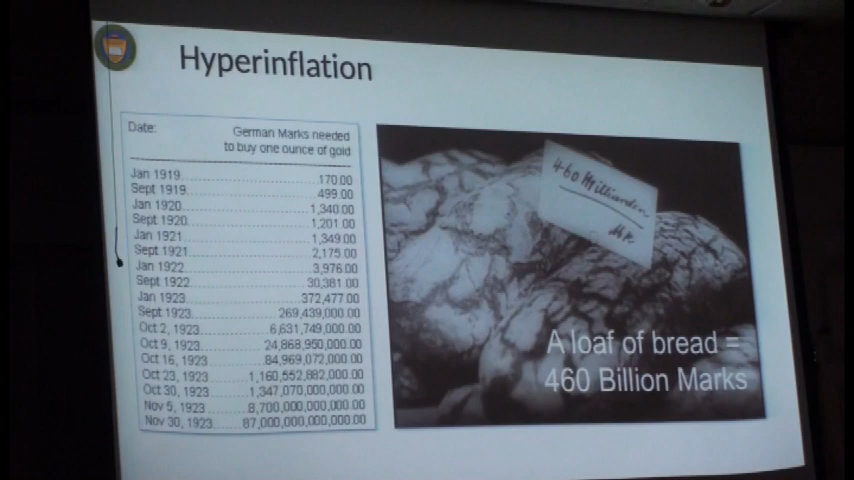 Hyperinflation
Date: German Marks needed
to buy one ounce of gold
Jan 1919 170.00
Sept 1919 499.00
Jan 1920 1,340.00
Sept 1920 1,201.00
Jan 1921 1,349.00
Sept 1921 2,175.00
Jan 1922 3,976.00
Sept 1922 30,381.00
Jan 1923 372,477.00
Sept 1923 269,439,000.00
Oct 2, 1923 6,631,749,000.00
Oct 9, 1923 24,868,950,000.00
Oct 16, 1923 84,969,072,000.00
Oct 23, 1923 1,160,552,882,000.00
Oct 30, 1923 1,347,070,000,000.00
Nov 5, 1923 8,700,000,000,000.00
Nov 30, 1923 87,000,000,000,000.00
460 Milliarden
Mk
A loaf of bread =
460 Billion Marks